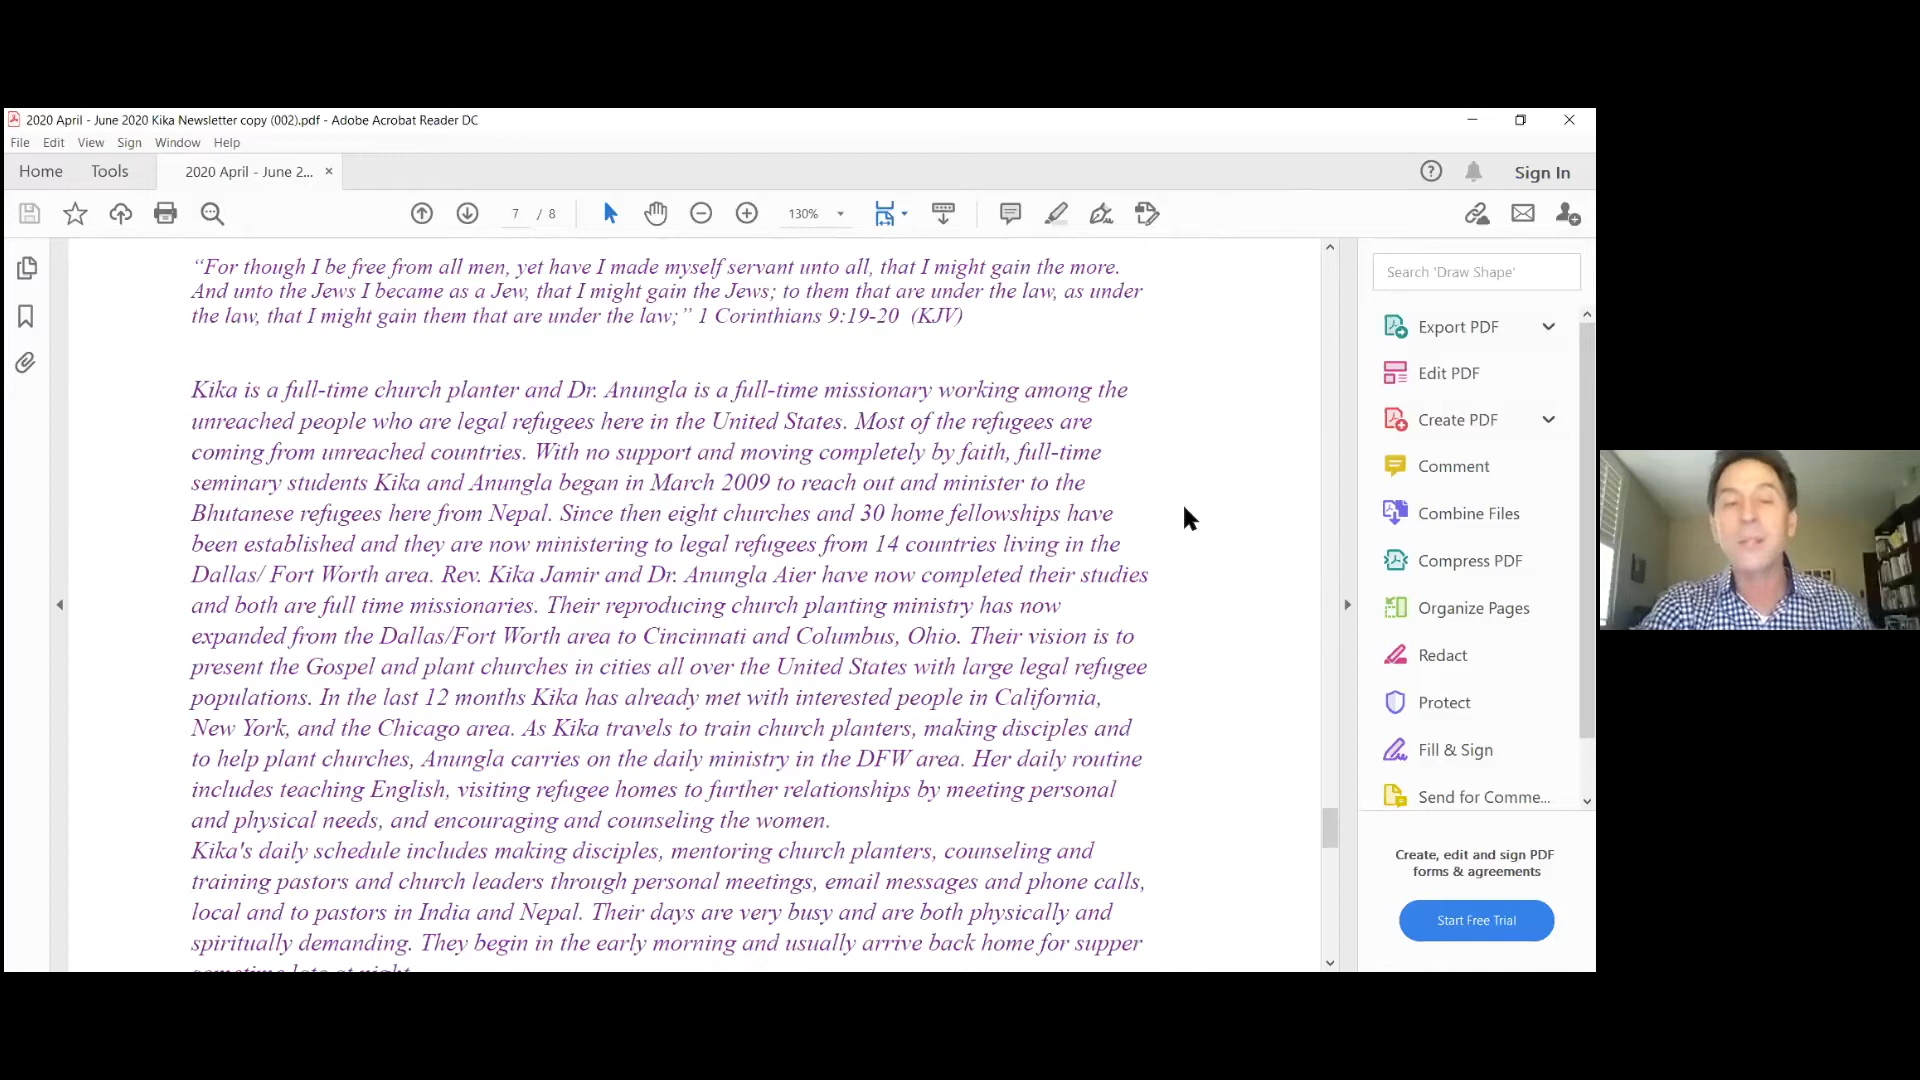 2020 April - June 2020 Kika Newsletter copy (002).pdf - Adobe Acrobat Reader DC
File Edit View Sign Window Help
Home Tools 2020 April - June 2... × Sign In
7 / 8 130%
“For though I be free from all men, yet have I made myself servant unto all, that I might gain the more.
And unto the Jews I became as a Jew, that I might gain the Jews; to them that are under the law, as under
the law, that I might gain them that are under the law;” 1 Corinthians 9:19-20 (KJV)
Kika is a full-time church planter and Dr. Anungla is a full-time missionary working among the
unreached people who are legal refugees here in the United States. Most of the refugees are
coming from unreached countries. With no support and moving completely by faith, full-time
seminary students Kika and Anungla began in March 2009 to reach out and minister to the
Bhutanese refugees here from Nepal. Since then eight churches and 30 home fellowships have
been established and they are now ministering to legal refugees from 14 countries living in the
Dallas/ Fort Worth area. Rev. Kika Jamir and Dr. Anungla Aier have now completed their studies
and both are full time missionaries. Their reproducing church planting ministry has now
expanded from the Dallas/Fort Worth area to Cincinnati and Columbus, Ohio. Their vision is to
present the Gospel and plant churches in cities all over the United States with large legal refugee
populations. In the last 12 months Kika has already met with interested people in California,
New York, and the Chicago area. As Kika travels to train church planters, making disciples and
to help plant churches, Anungla carries on the daily ministry in the DFW area. Her daily routine
includes teaching English, visiting refugee homes to further relationships by meeting personal
and physical needs, and encouraging and counseling the women.
Kika's daily schedule includes making disciples, mentoring church planters, counseling and
training pastors and church leaders through personal meetings, email messages and phone calls,
local and to pastors in India and Nepal. Their days are very busy and are both physically and
spiritually demanding. They begin in the early morning and usually arrive back home for supper
sometime late at night
Search 'Draw Shape'
Export PDF
Edit PDF
Create PDF
Comment
Combine Files
Compress PDF
Organize Pages
Redact
Protect
Fill & Sign
Send for Comme...
Create, edit and sign PDF
forms & agreements
Start Free Trial